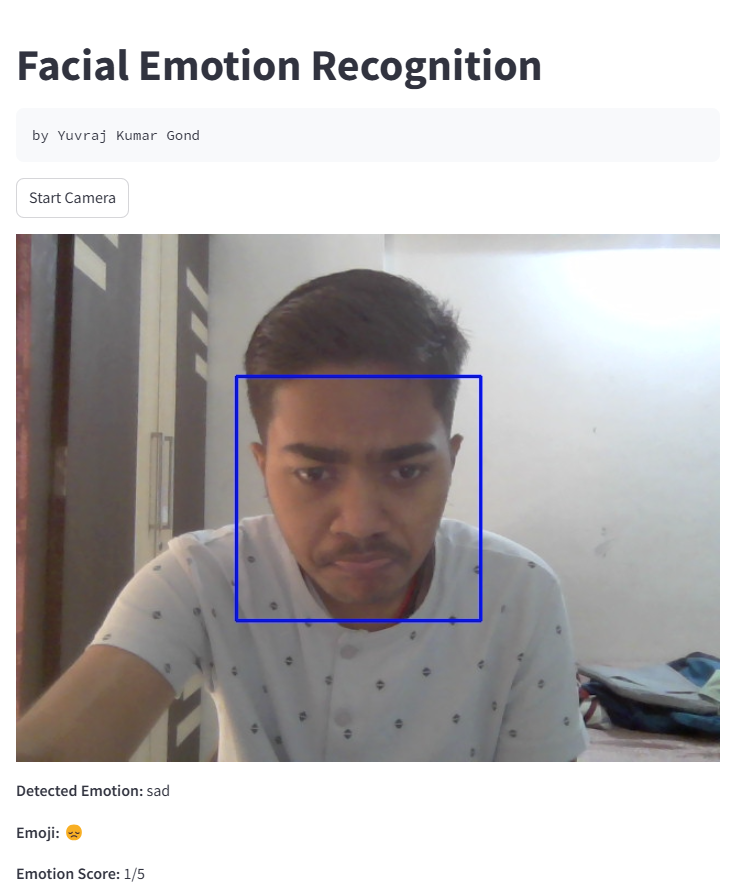 Facial Emotion Recognition
by Yuvraj Kumar Gond
Start Camera
Detected Emotion: sad
Emoji: 😞
Emotion Score: 1/5